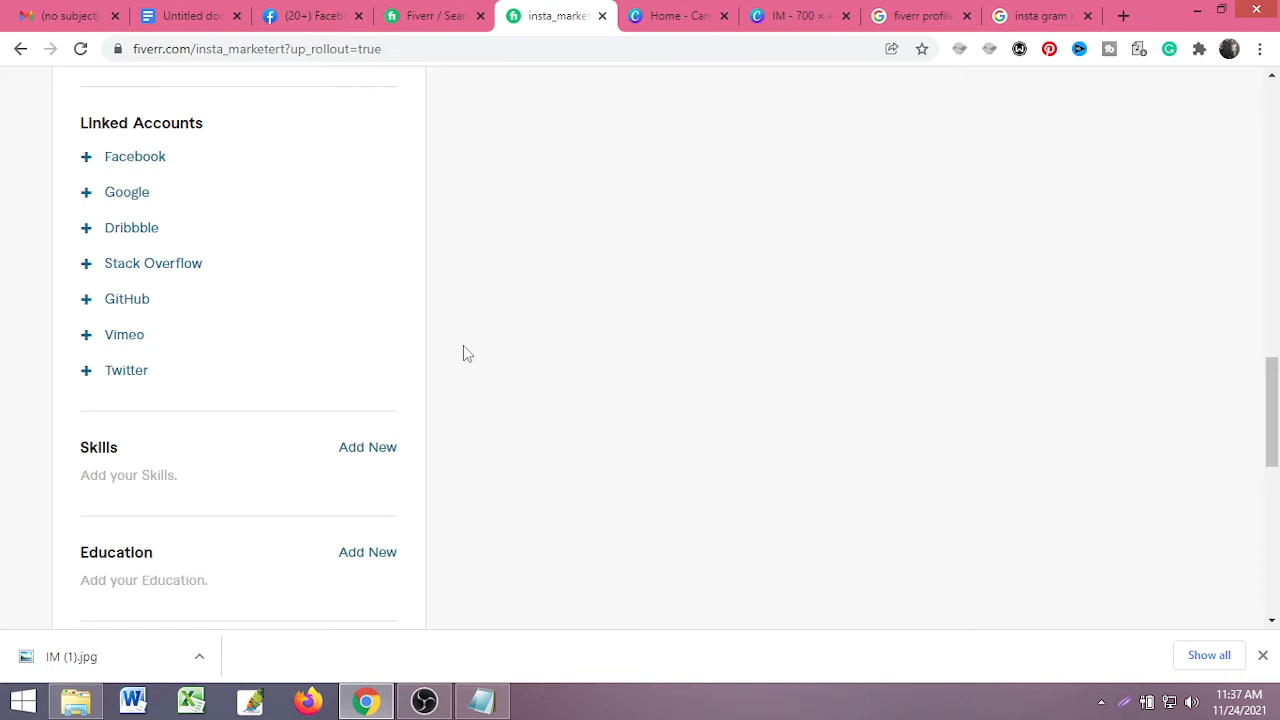 (no subject)
Untitled doc
(20+) Faceb
Fiverr / Sear
insta_market
Home - Can
IM - 700 × 4
fiverr profile
insta gram l
fiverr.com/insta_marketert?up_rollout=true
Linked Accounts
+ Facebook
+ Google
+ Dribbble
+ Stack Overflow
+ GitHub
+ Vimeo
+ Twitter
Skills Add New
Add your Skills.
Education Add New
Add your Education.
IM (1).jpg
Show all
11:37 AM
11/24/2021